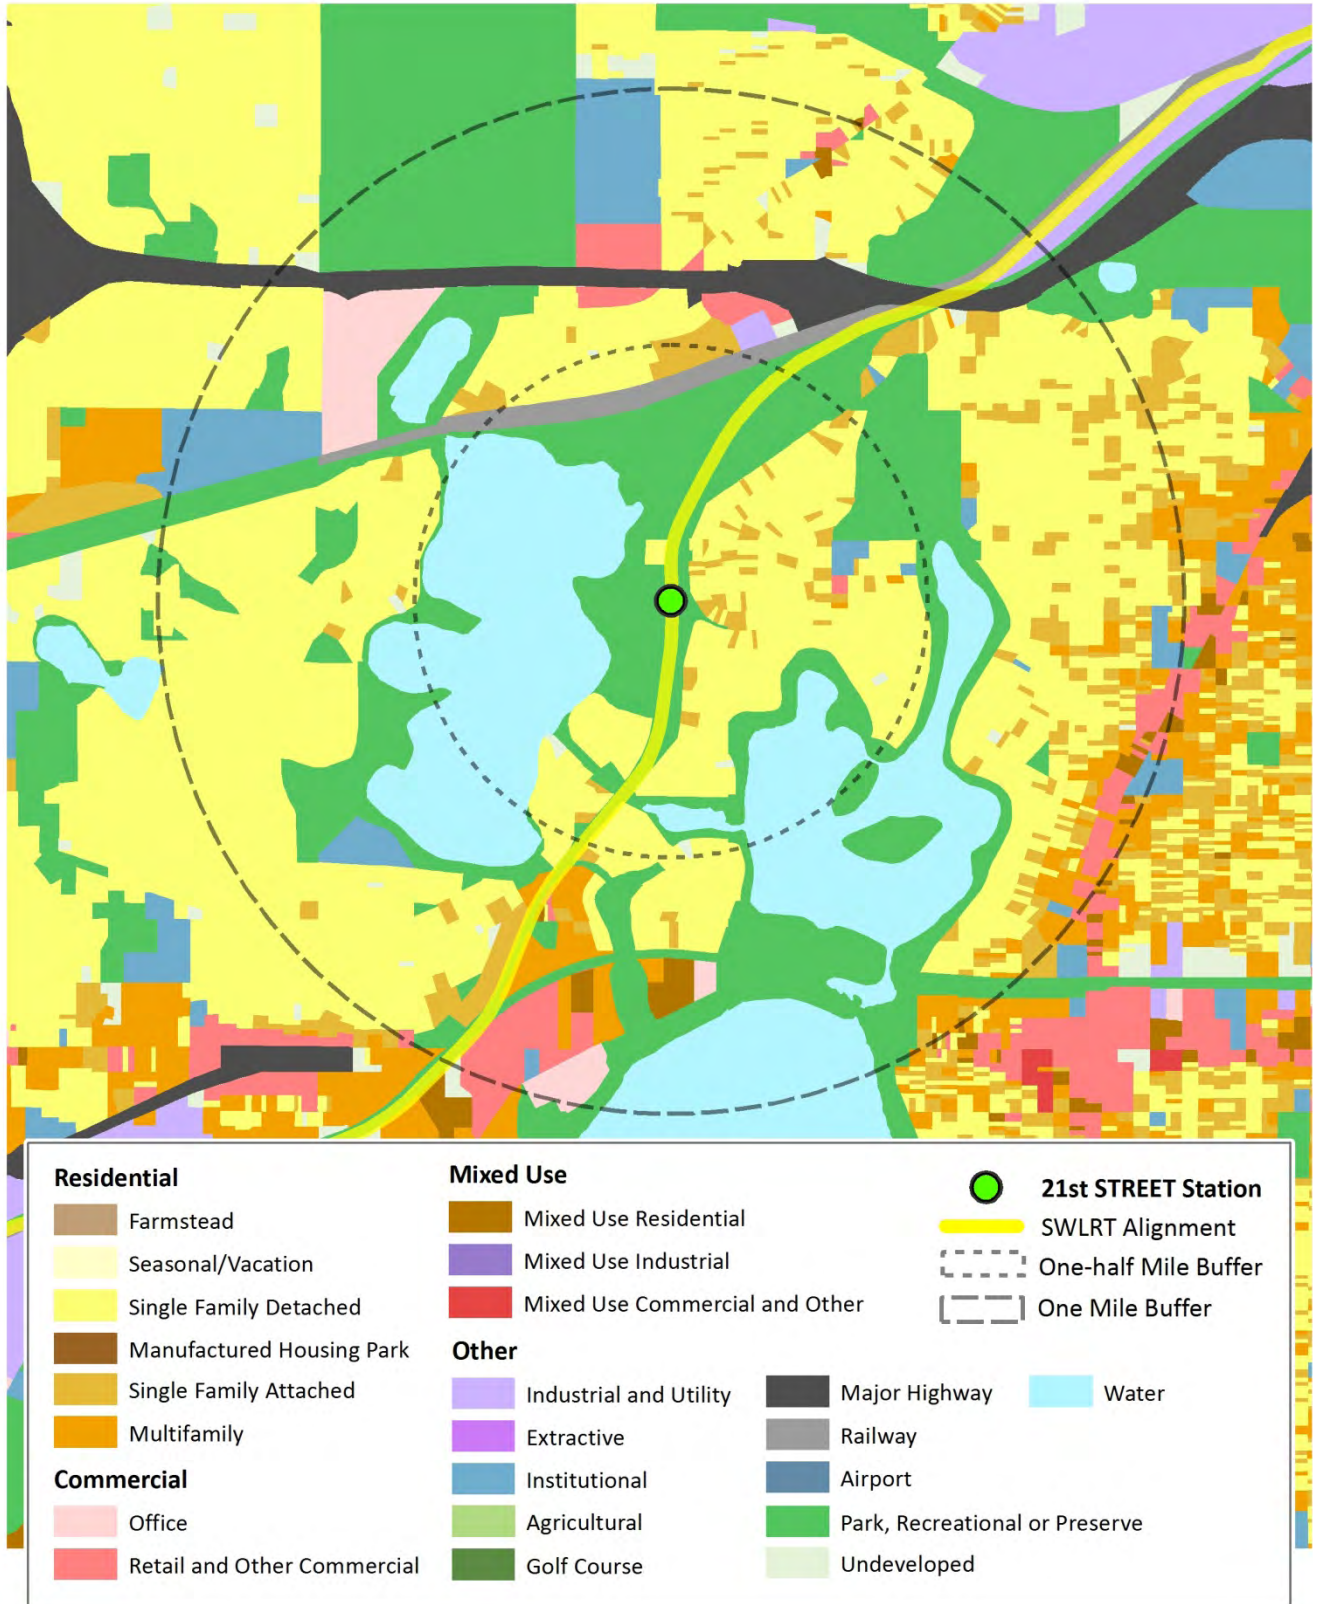 Residential
Farmstead
Seasonal/Vacation
Single Family Detached
Manufactured Housing Park
Single Family Attached
Multifamily
Commercial
Office
Retail and Other Commercial
Mixed Use
Mixed Use Residential
Mixed Use Industrial
Mixed Use Commercial and Other
Other
Industrial and Utility
Extractive
Institutional
Agricultural
Golf Course
Major Highway
Railway
Airport
Park, Recreational or Preserve
Undeveloped
Water
21st STREET Station
SWLRT Alignment
One-half Mile Buffer
One Mile Buffer